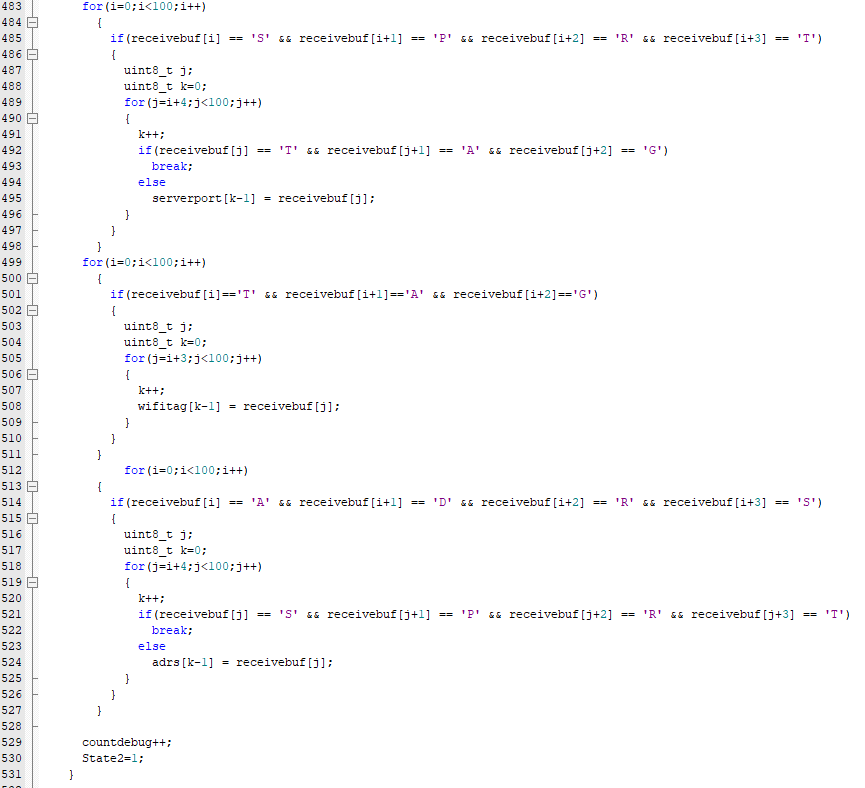 483 for(i=0;i<100;i++)
484 {
485 if(receivebuf[i] == 'S' && receivebuf[i+1] == 'P' && receivebuf[i+2] == 'R' && receivebuf[i+3] == 'T')
486 {
487 uint8_t j;
488 uint8_t k=0;
489 for(j=i+4;j<100;j++)
490 {
491 k++;
492 if(receivebuf[j] == 'T' && receivebuf[j+1] == 'A' && receivebuf[j+2] == 'G')
493 break;
494 else
495 serverport[k-1] = receivebuf[j];
496 }
497 }
498 }
499 for(i=0;i<100;i++)
500 {
501 if(receivebuf[i]=='T' && receivebuf[i+1]=='A' && receivebuf[i+2]=='G')
502 {
503 uint8_t j;
504 uint8_t k=0;
505 for(j=i+3;j<100;j++)
506 {
507 k++;
508 wifitag[k-1] = receivebuf[j];
509 }
510 }
511 }
512 for(i=0;i<100;i++)
513 {
514 if(receivebuf[i] == 'A' && receivebuf[i+1] == 'D' && receivebuf[i+2] == 'R' && receivebuf[i+3] == 'S')
515 {
516 uint8_t j;
517 uint8_t k=0;
518 for(j=i+4;j<100;j++)
519 {
520 k++;
521 if(receivebuf[j] == 'S' && receivebuf[j+1] == 'P' && receivebuf[j+2] == 'R' && receivebuf[j+3] == 'T')
522 break;
523 else
524 adrs[k-1] = receivebuf[j];
525 }
526 }
527 }
528
529 countdebug++;
530 State2=1;
531 }